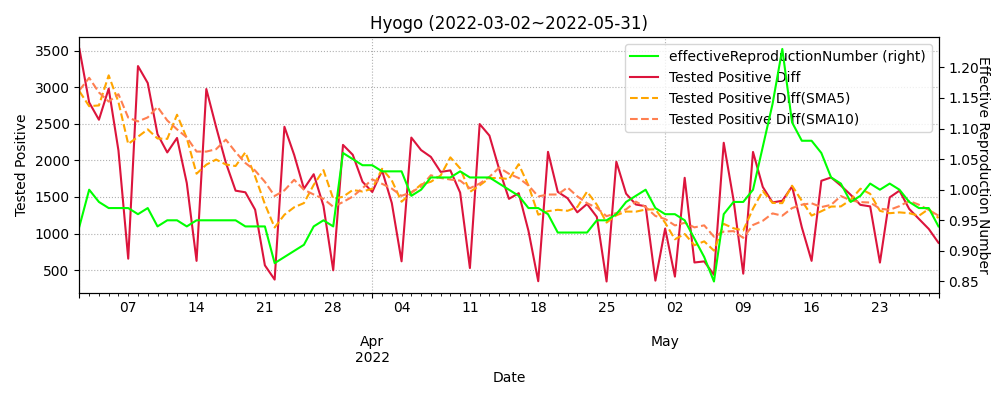 Hyogo (2022-03-02~2022-05-31)
effectiveReproductionNumber (right)
Tested Positive Diff
Tested Positive Diff(SMA5)
Tested Positive Diff(SMA10)
Tested Positive
3500
3000
2500
2000
1500
1000
500
Effective Reproduction Number
1.20
1.15
1.10
1.05
1.00
0.95
0.90
0.85
07 14 21 28 04 11 18 25 02 09 16 23
Apr May
2022
Date